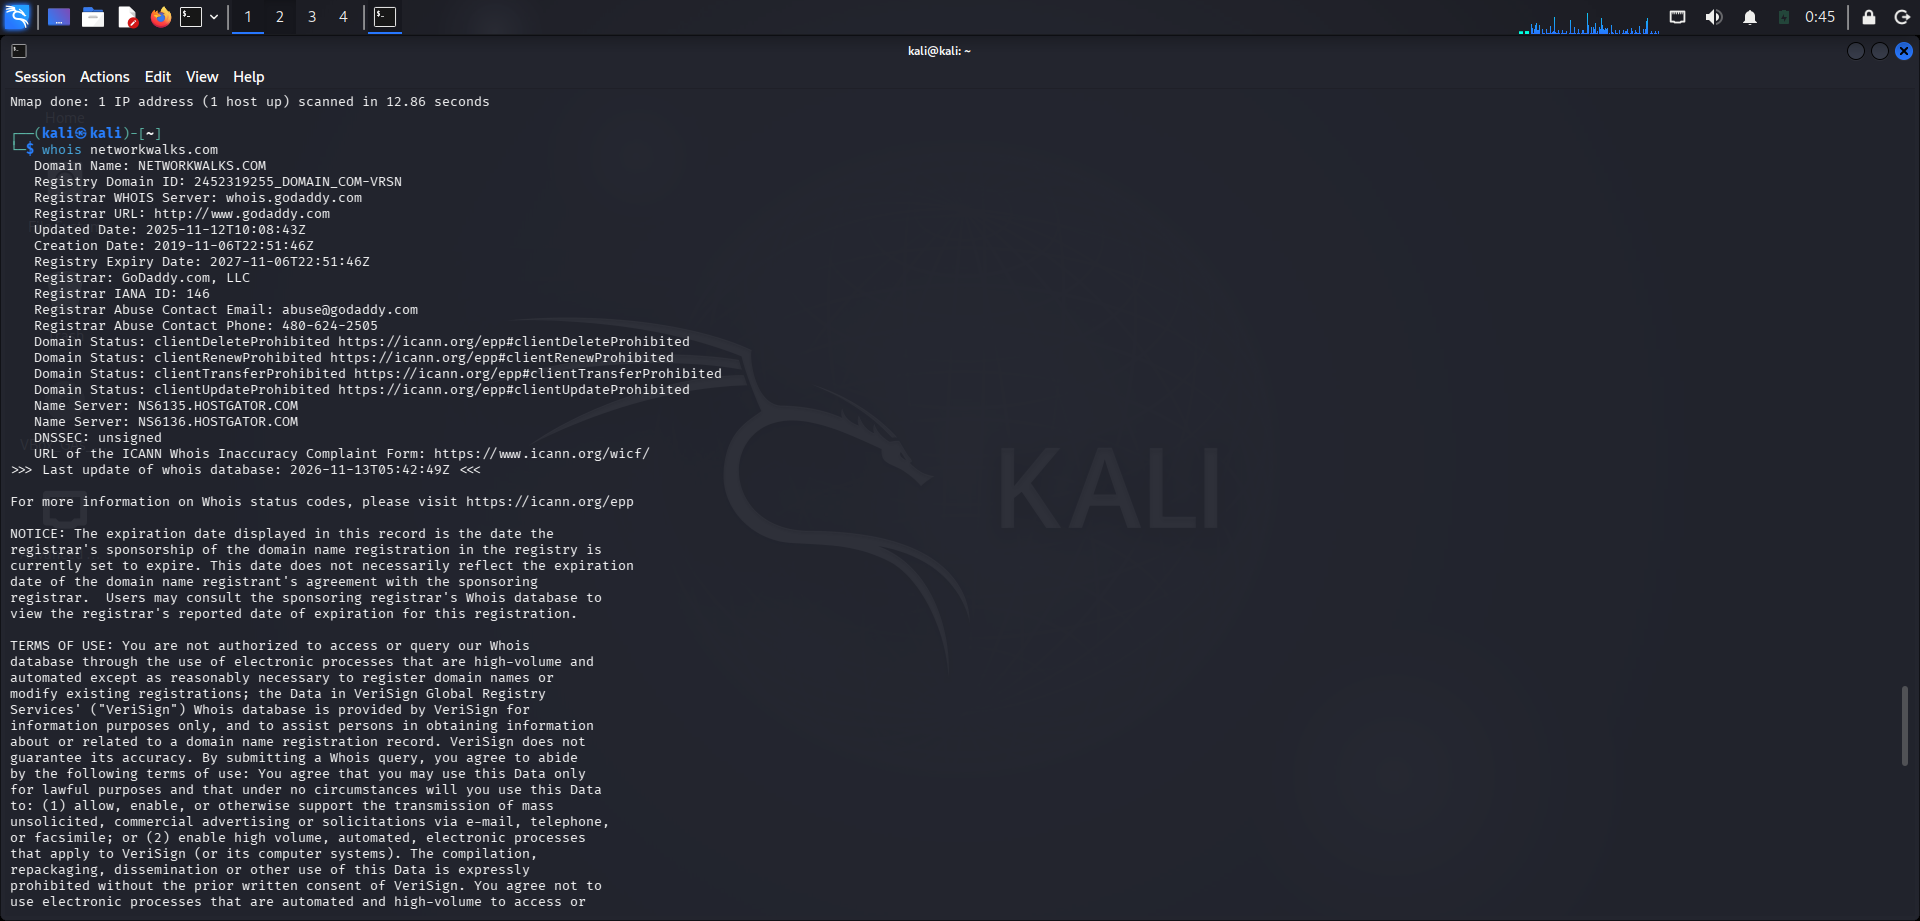 1 2 3 4 0:45
kali@kali: ~
Session Actions Edit View Help
Nmap done: 1 IP address (1 host up) scanned in 12.86 seconds
Home
┌──(kali㉿kali)-[~]
└─$ whois networkwalks.com
   Domain Name: NETWORKWALKS.COM
   Registry Domain ID: 2452319255_DOMAIN_COM-VRSN
   Registrar WHOIS Server: whois.godaddy.com
   Registrar URL: http://www.godaddy.com
   Updated Date: 2025-11-12T10:08:43Z
   Creation Date: 2019-11-06T22:51:46Z
   Registry Expiry Date: 2027-11-06T22:51:46Z
   Registrar: GoDaddy.com, LLC
   Registrar IANA ID: 146
   Registrar Abuse Contact Email: abuse@godaddy.com
   Registrar Abuse Contact Phone: 480-624-2505
   Domain Status: clientDeleteProhibited https://icann.org/epp#clientDeleteProhibited
   Domain Status: clientRenewProhibited https://icann.org/epp#clientRenewProhibited
   Domain Status: clientTransferProhibited https://icann.org/epp#clientTransferProhibited
   Domain Status: clientUpdateProhibited https://icann.org/epp#clientUpdateProhibited
   Name Server: NS6135.HOSTGATOR.COM
   Name Server: NS6136.HOSTGATOR.COM
   DNSSEC: unsigned
   URL of the ICANN Whois Inaccuracy Complaint Form: https://www.icann.org/wicf/
>>> Last update of whois database: 2026-11-13T05:42:49Z <<<
KALI
For more information on Whois status codes, please visit https://icann.org/epp
NOTICE: The expiration date displayed in this record is the date the
registrar's sponsorship of the domain name registration in the registry is
currently set to expire. This date does not necessarily reflect the expiration
date of the domain name registrant's agreement with the sponsoring
registrar.  Users may consult the sponsoring registrar's Whois database to
view the registrar's reported date of expiration for this registration.
TERMS OF USE: You are not authorized to access or query our Whois
database through the use of electronic processes that are high-volume and
automated except as reasonably necessary to register domain names or
modify existing registrations; the Data in VeriSign Global Registry
Services' ("VeriSign") Whois database is provided by VeriSign for
information purposes only, and to assist persons in obtaining information
about or related to a domain name registration record. VeriSign does not
guarantee its accuracy. By submitting a Whois query, you agree to abide
by the following terms of use: You agree that you may use this Data only
for lawful purposes and that under no circumstances will you use this Data
to: (1) allow, enable, or otherwise support the transmission of mass
unsolicited, commercial advertising or solicitations via e-mail, telephone,
or facsimile; or (2) enable high volume, automated, electronic processes
that apply to VeriSign (or its computer systems). The compilation,
repackaging, dissemination or other use of this Data is expressly
prohibited without the prior written consent of VeriSign. You agree not to
use electronic processes that are automated and high-volume to access or